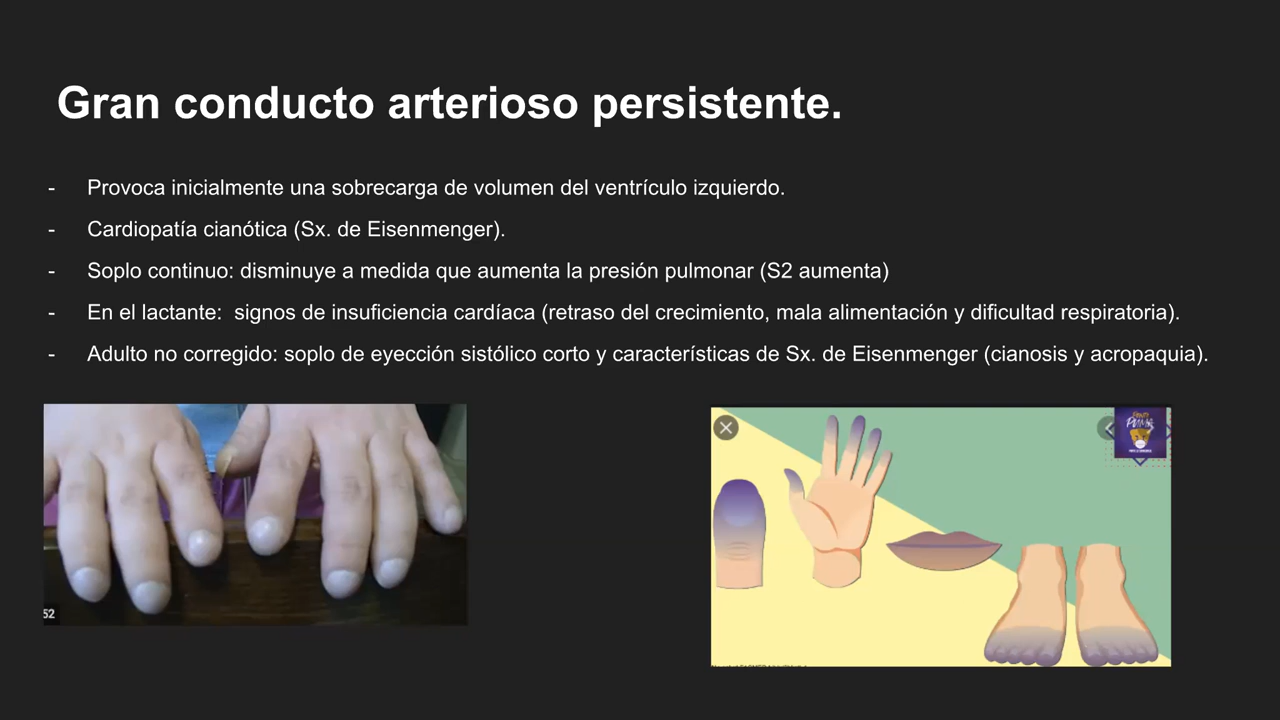 Gran conducto arterioso persistente.
- Provoca inicialmente una sobrecarga de volumen del ventrículo izquierdo.
- Cardiopatía cianótica (Sx. de Eisenmenger).
- Soplo continuo: disminuye a medida que aumenta la presión pulmonar (S2 aumenta)
- En el lactante:  signos de insuficiencia cardíaca (retraso del crecimiento, mala alimentación y dificultad respiratoria).
- Adulto no corregido: soplo de eyección sistólico corto y características de Sx. de Eisenmenger (cianosis y acropaquia).
52